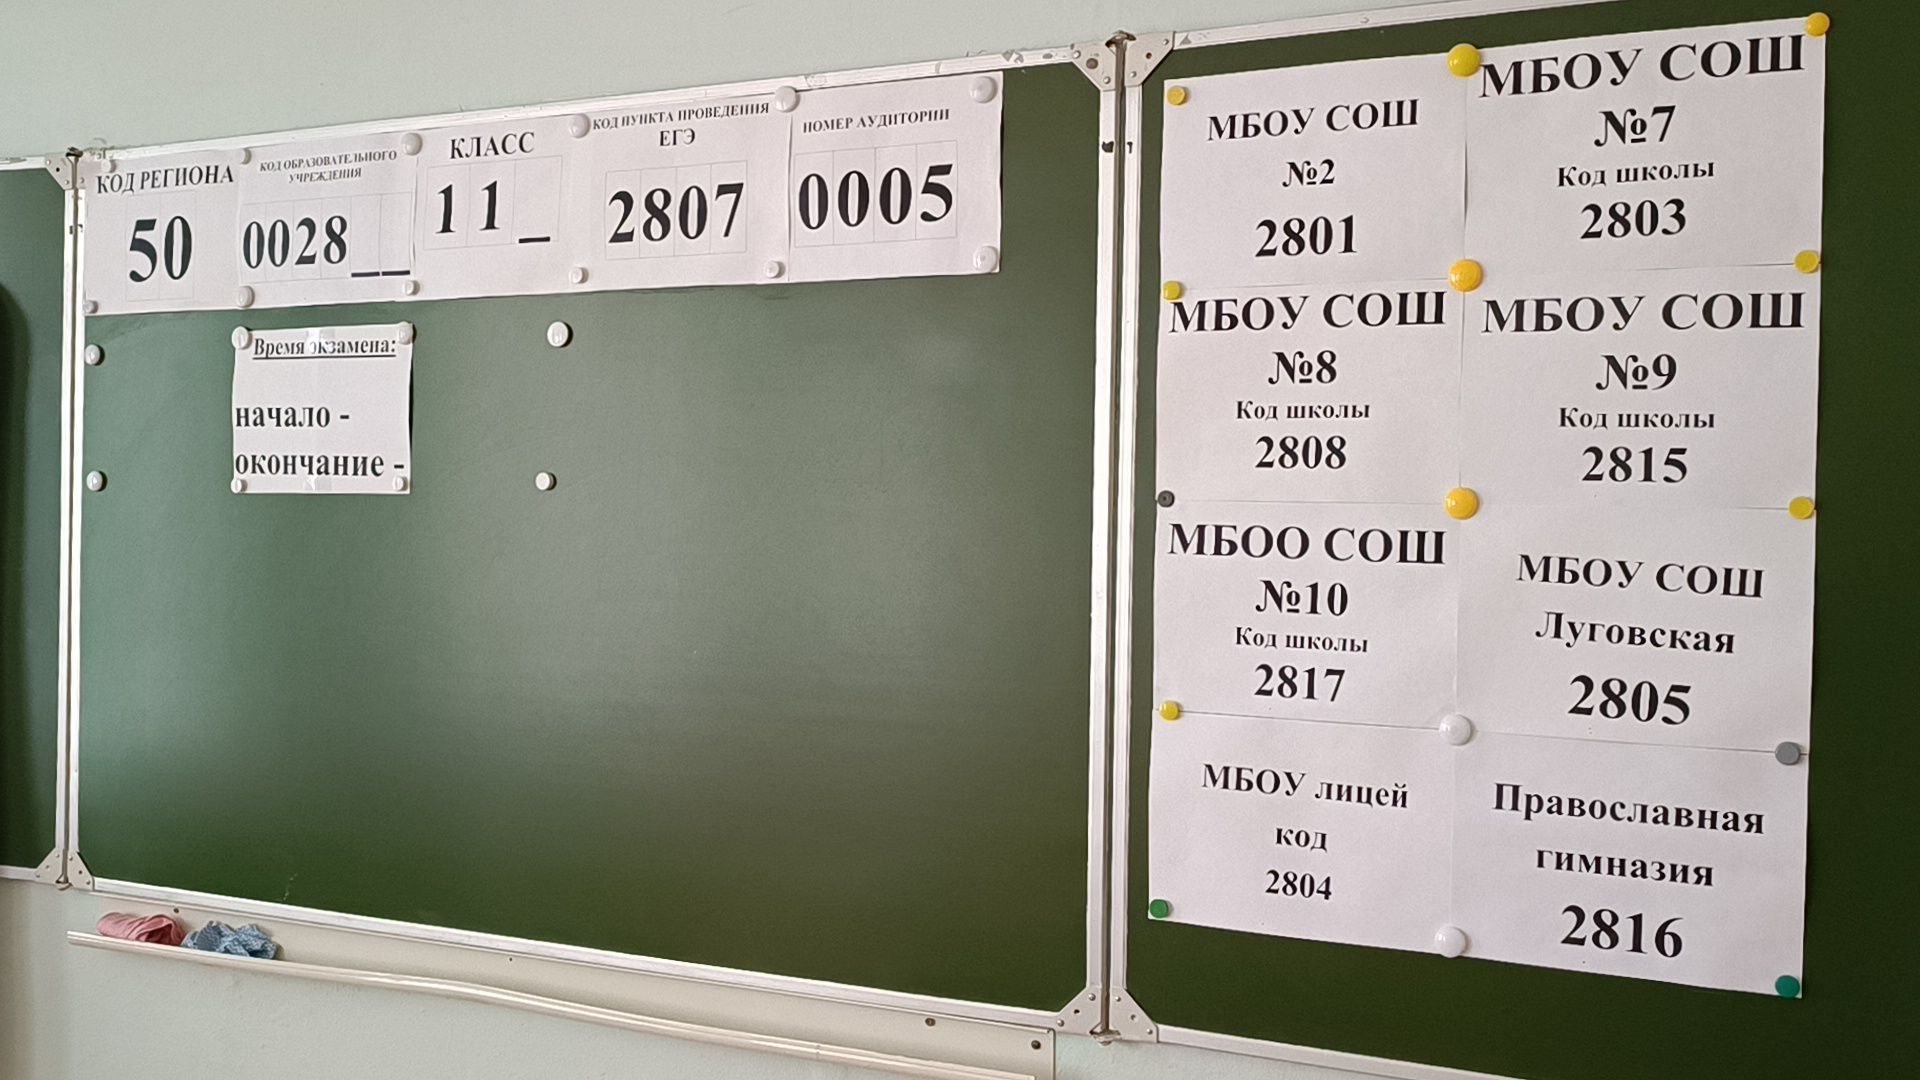 КОД РЕГИОНА
50
КОД ОБРАЗОВАТЕЛЬНОГО
УЧРЕЖДЕНИЯ
0028__
КЛАСС
11_
КОД ПУНКТА ПРОВЕДЕНИЯ
ЕГЭ
2807
НОМЕР АУДИТОРИИ
0005
Время экзамена:
начало -
окончание -
МБОУ СОШ
№2
2801
МБОУ СОШ
№7
Код школы
2803
МБОУ СОШ
№8
Код школы
2808
МБОУ СОШ
№9
Код школы
2815
МБОО СОШ
№10
Код школы
2817
МБОУ СОШ
Луговская
2805
МБОУ лицей
код
2804
Православная
гимназия
2816